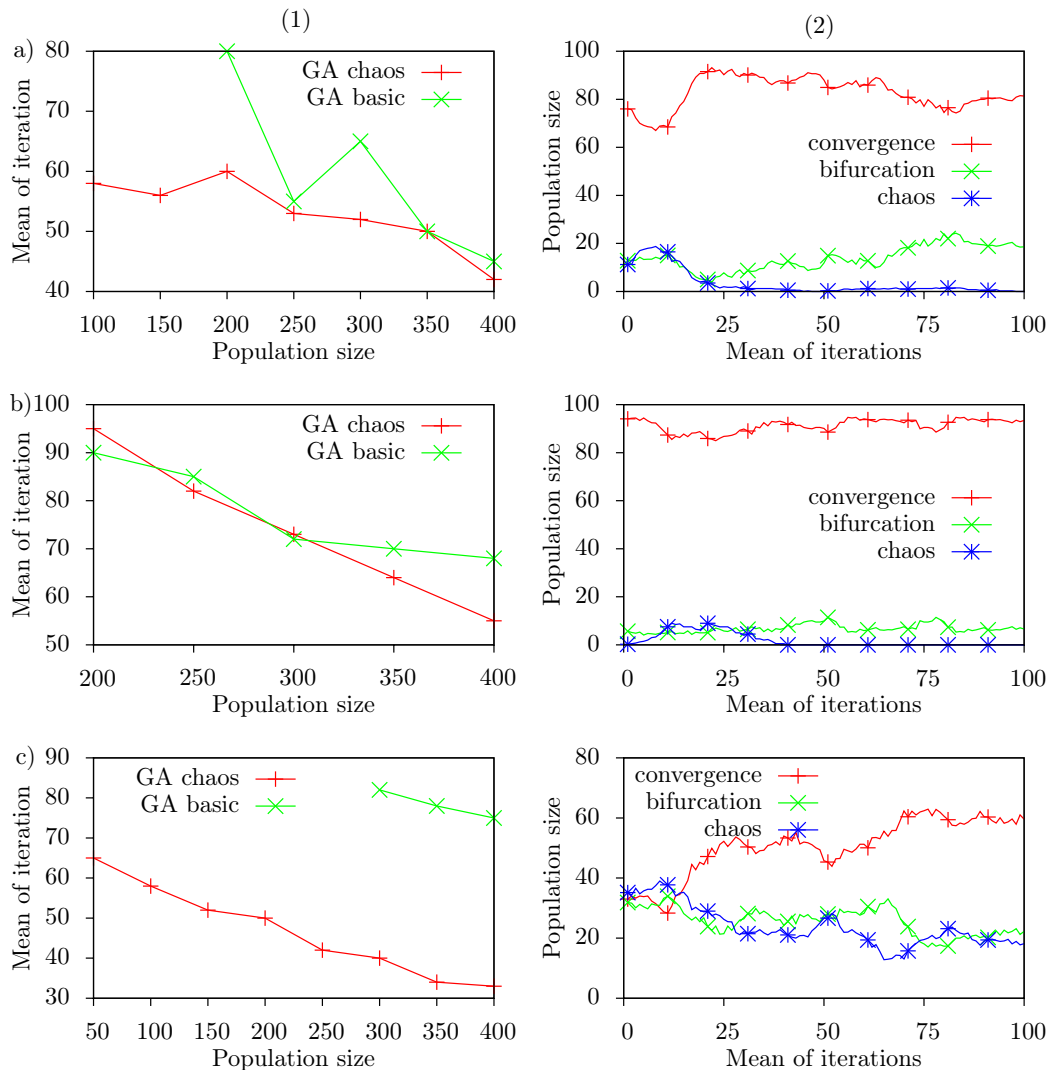 (1)
(2)
a)
Mean of iteration
80
70
60
50
40
GA chaos
GA basic
100 150 200 250 300 350 400
Population size
Population size
100
80
60
40
20
0
convergence
bifurcation
chaos
0 25 50 75 100
Mean of iterations
b)
Mean of iteration
100
90
80
70
60
50
GA chaos
GA basic
200 250 300 350 400
Population size
Population size
100
80
60
40
20
0
convergence
bifurcation
chaos
0 25 50 75 100
Mean of iterations
c)
Mean of iteration
90
80
70
60
50
40
30
GA chaos
GA basic
50 100 150 200 250 300 350 400
Population size
Population size
80
60
40
20
0
convergence
bifurcation
chaos
0 25 50 75 100
Mean of iterations